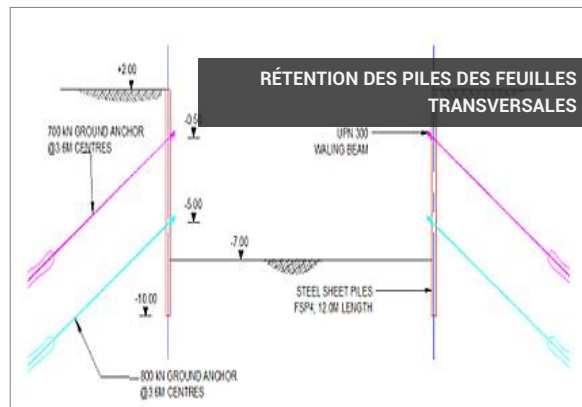 RÉTENTION DES PILES DES FEUILLES
TRANSVERSALES
+2.00
700 kN GROUND ANCHOR
@3.6M CENTRES
-0.50
UPN 300
WALING BEAM
-5.00
-7.00
STEEL SHEET PILES
FSP4, 12.0M LENGTH
-10.00
800 kN GROUND ANCHOR
@3.6M CENTRES